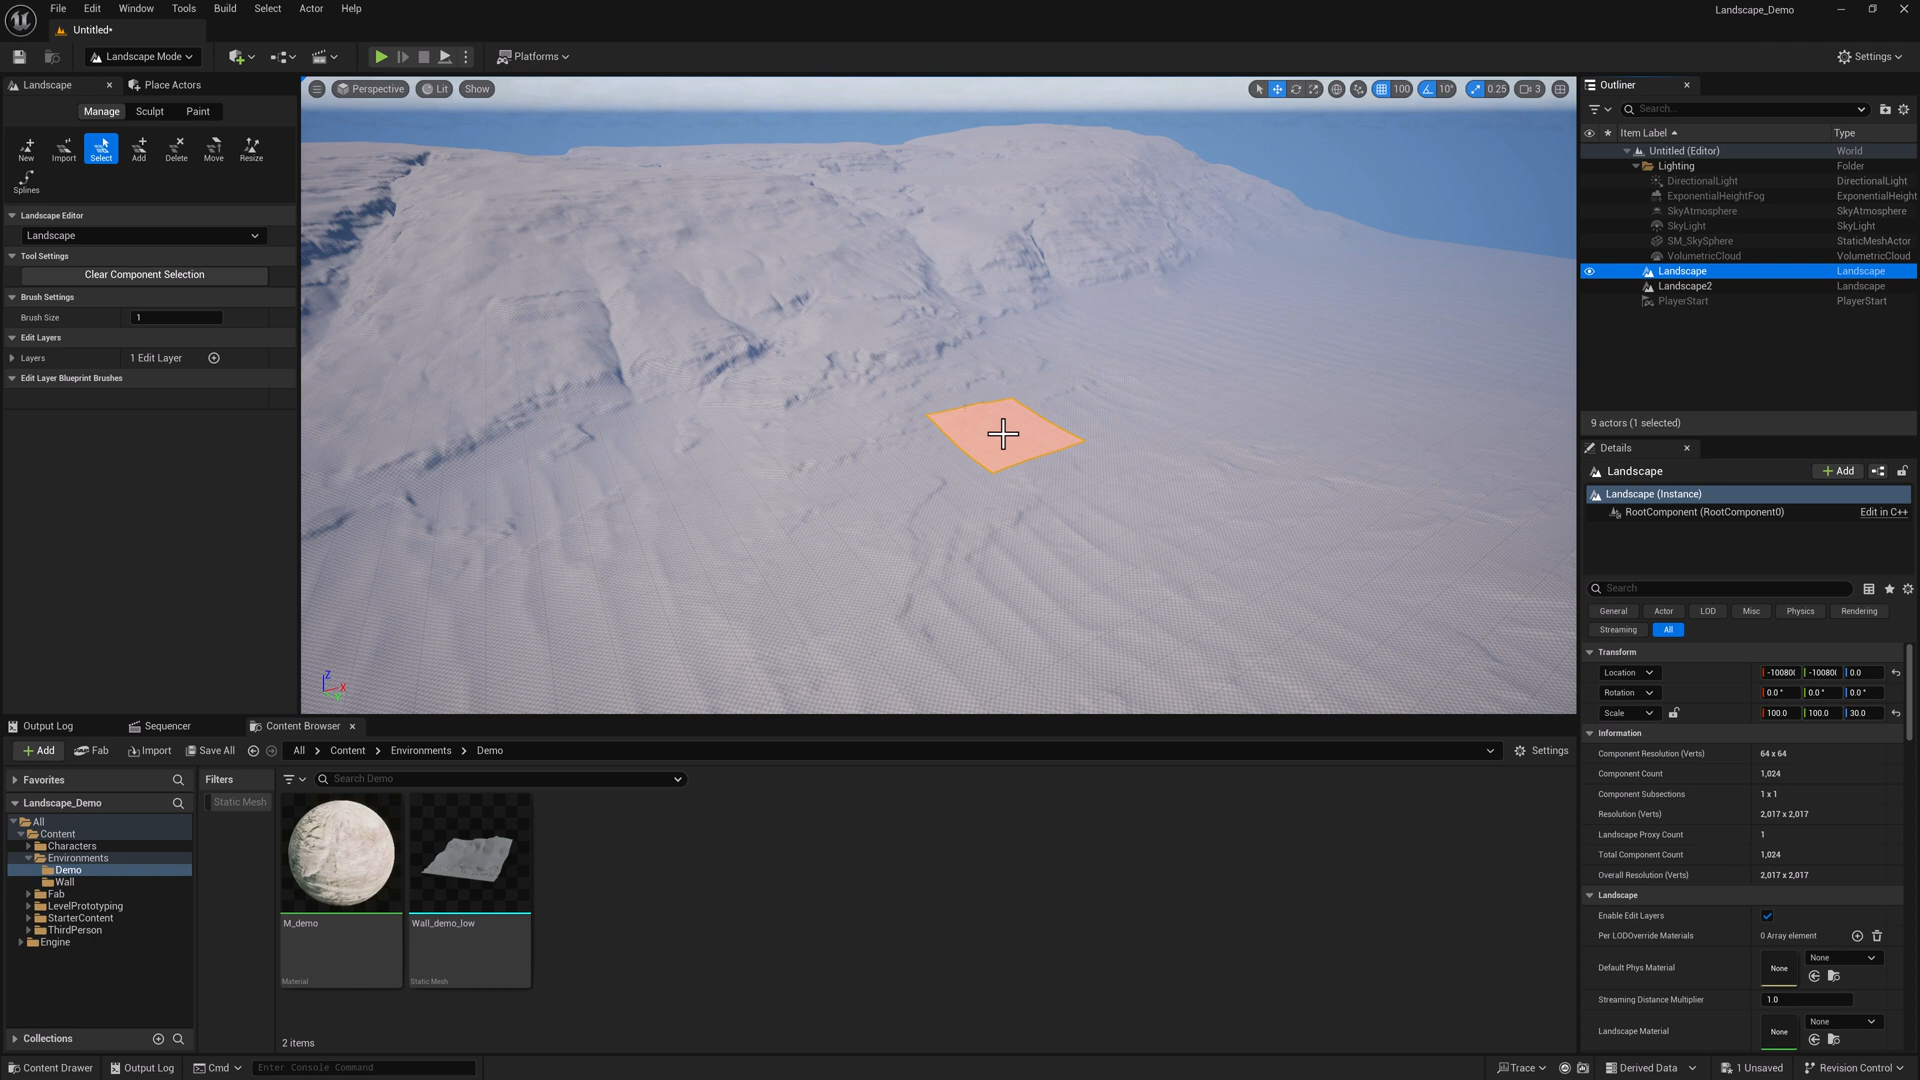 File Edit Window Tools Build Select Actor Help
Landscape_Demo
Untitled*
Landscape Mode
Platforms
Settings
Landscape
Place Actors
Manage Sculpt Paint
New Import Select Add Delete Move Resize
Splines
Landscape Editor
Landscape
Tool Settings
Clear Component Selection
Brush Settings
Brush Size 1
Edit Layers
Layers 1 Edit Layer
Edit Layer Blueprint Brushes
Perspective Lit Show
100 10° 0.25 3
Z
X
Outliner
Search...
Item Label Type
Untitled (Editor) World
Lighting Folder
DirectionalLight DirectionalLight
ExponentialHeightFog ExponentialHeight
SkyAtmosphere SkyAtmosphere
SkyLight SkyLight
SM_SkySphere StaticMeshActor
VolumetricCloud VolumetricCloud
Landscape Landscape
Landscape2 Landscape
PlayerStart PlayerStart
9 actors (1 selected)
Details
Landscape
Add
Landscape (Instance)
RootComponent (RootComponent0) Edit in C++
Search
General Actor LOD Misc Physics Rendering
Streaming All
Transform
Location -10080( -10080( 0.0
Rotation 0.0 ° 0.0 ° 0.0 °
Scale 100.0 100.0 30.0
Information
Component Resolution (Verts) 64 x 64
Component Count 1,024
Component Subsections 1 x 1
Resolution (Verts) 2,017 x 2,017
Landscape Proxy Count 1
Total Component Count 1,024
Overall Resolution (Verts) 2,017 x 2,017
Landscape
Enable Edit Layers
Per LODOverride Materials 0 Array element
Default Phys Material None None
Streaming Distance Multiplier 1.0
Landscape Material None None
Output Log Sequencer Content Browser
Add Fab Import Save All All Content Environments Demo Settings
Favorites
Landscape_Demo
All
Content
Characters
Environments
Demo
Wall
Fab
LevelPrototyping
StarterContent
ThirdPerson
Engine
Collections
Filters
Static Mesh
Search Demo
M_demo
Material
Wall_demo_low
Static Mesh
2 items
Content Drawer Output Log Cmd Enter Console Command
Trace Derived Data 1 Unsaved Revision Control